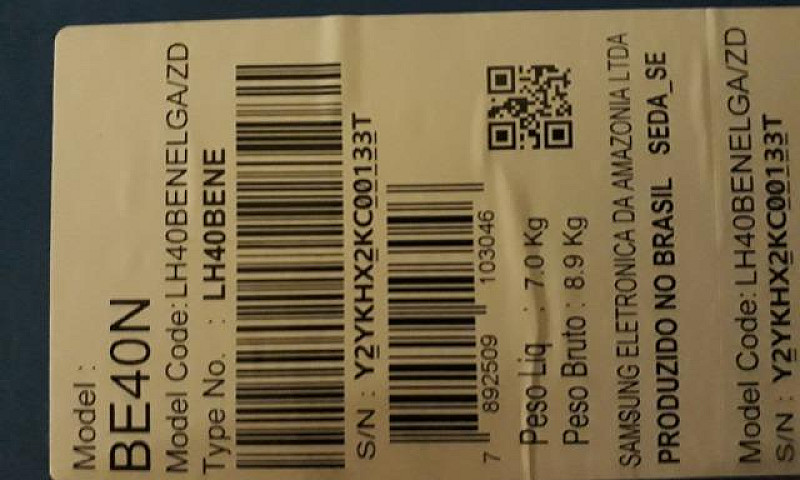 Model :
BE40N
Model Code:LH40BENELGA/ZD
Type No. : LH40BENE
S/N : Y2YKHX2KC00133T
7 892509 103046
Peso Liq : 7.0 Kg
Peso Bruto : 8.9 Kg
SAMSUNG ELETRONICA DA AMAZONIA LTDA
PRODUZIDO NO BRASIL SEDA_SE
Model Code:LH40BENELGA/ZD
S/N : Y2YKHX2KC00133T